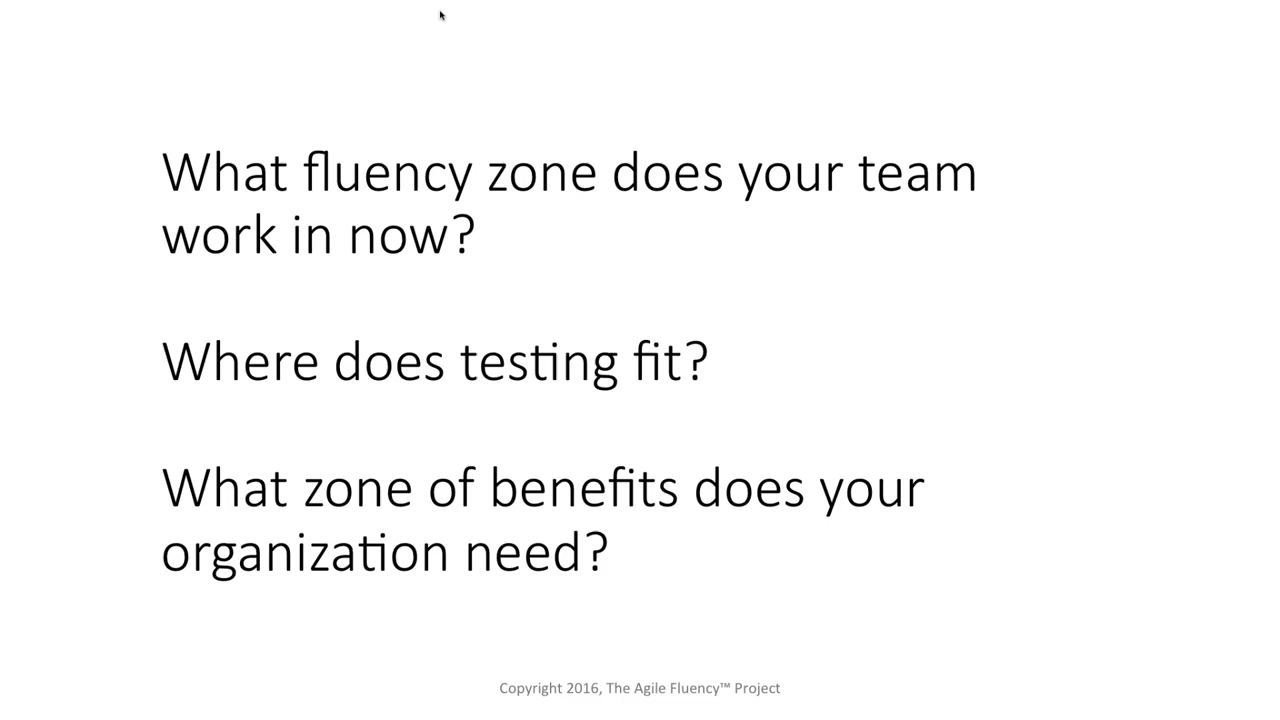 What fluency zone does your team
work in now?
Where does testing fit?
What zone of benefits does your
organization need?
Copyright 2016, The Agile Fluency™ Project